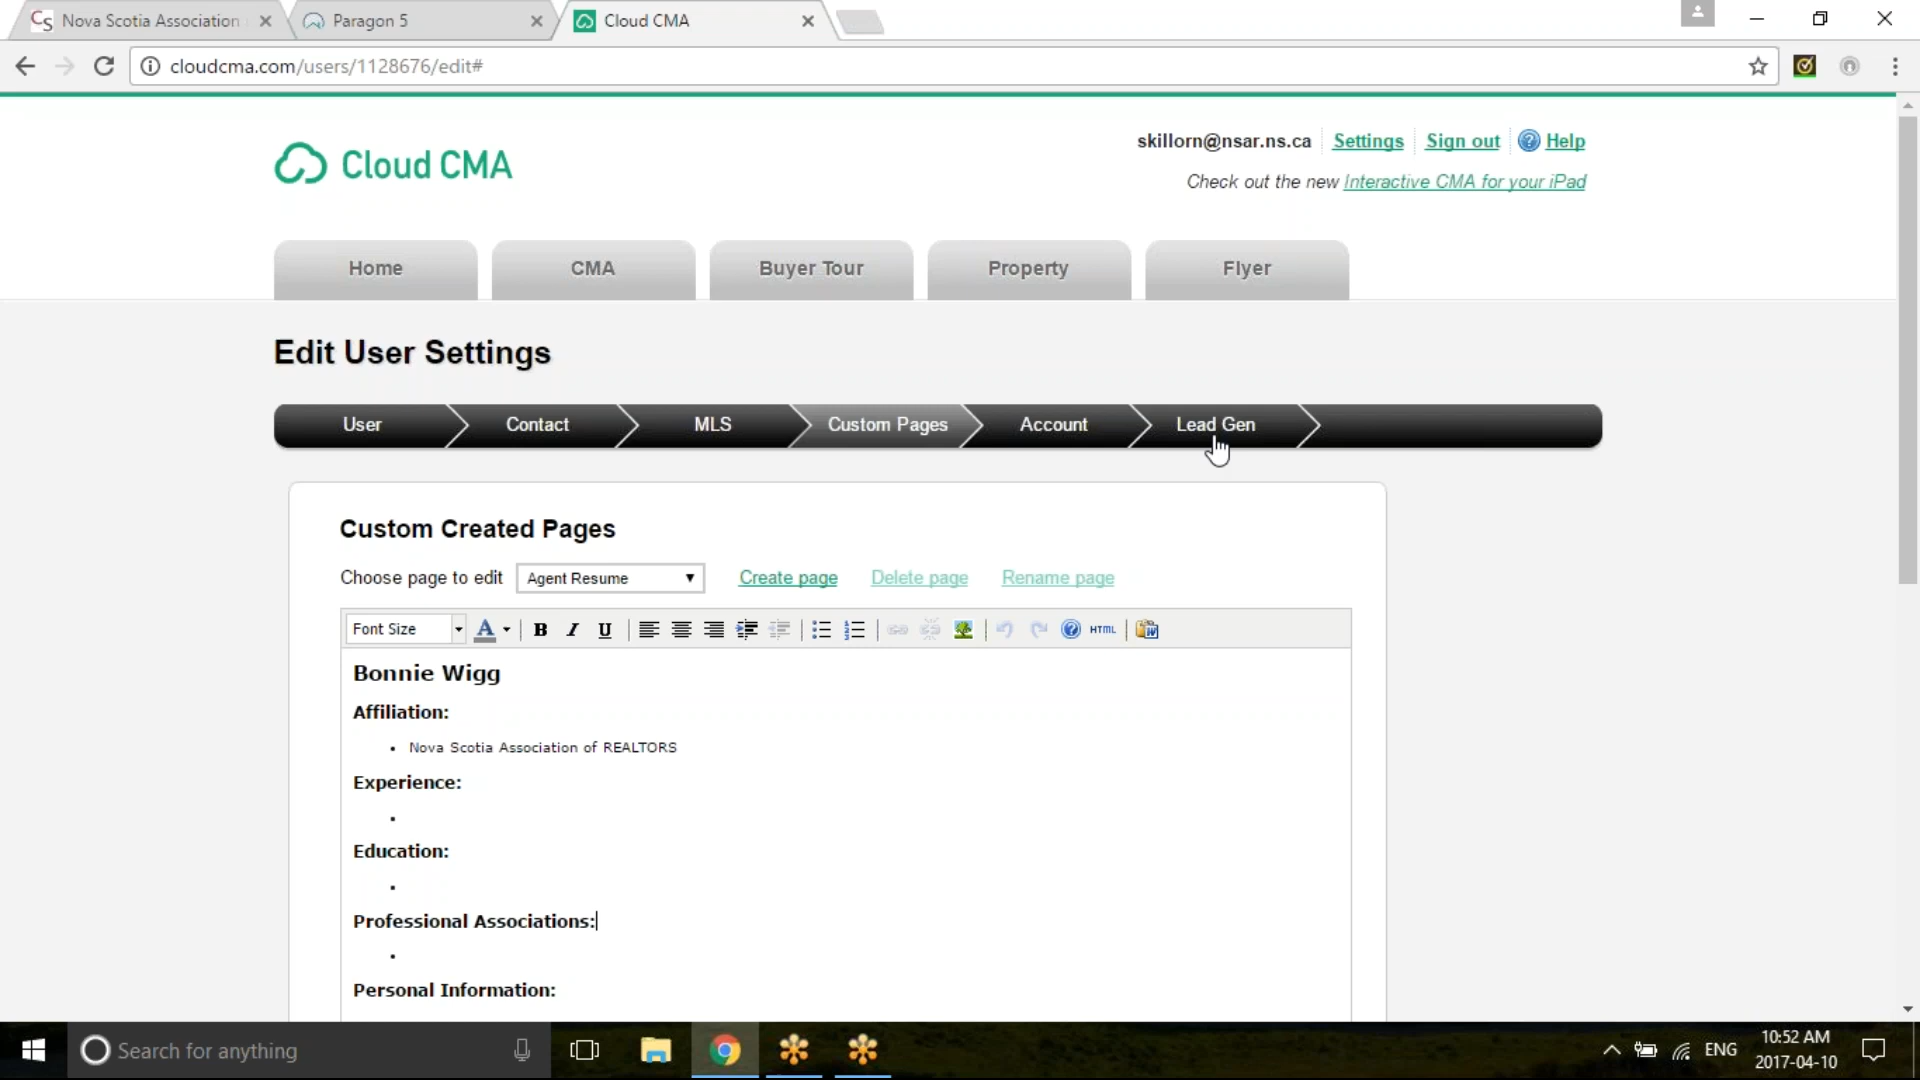 CS Nova Scotia Association
Paragon 5
Cloud CMA
cloudcma.com/users/1128676/edit#
Cloud CMA
skillorn@nsar.ns.ca
Settings
Sign out
Help
Check out the new Interactive CMA for your iPad
Home
CMA
Buyer Tour
Property
Flyer
Edit User Settings
User
Contact
MLS
Custom Pages
Account
Lead Gen
Custom Created Pages
Choose page to edit
Agent Resume
Create page
Delete page
Rename page
Font Size
A
B
I
U
HTML
Bonnie Wigg
Affiliation:
• Nova Scotia Association of REALTORS
Experience:
•
Education:
•
Professional Associations:
•
Personal Information:
Search for anything
ENG
10:52 AM
2017-04-10